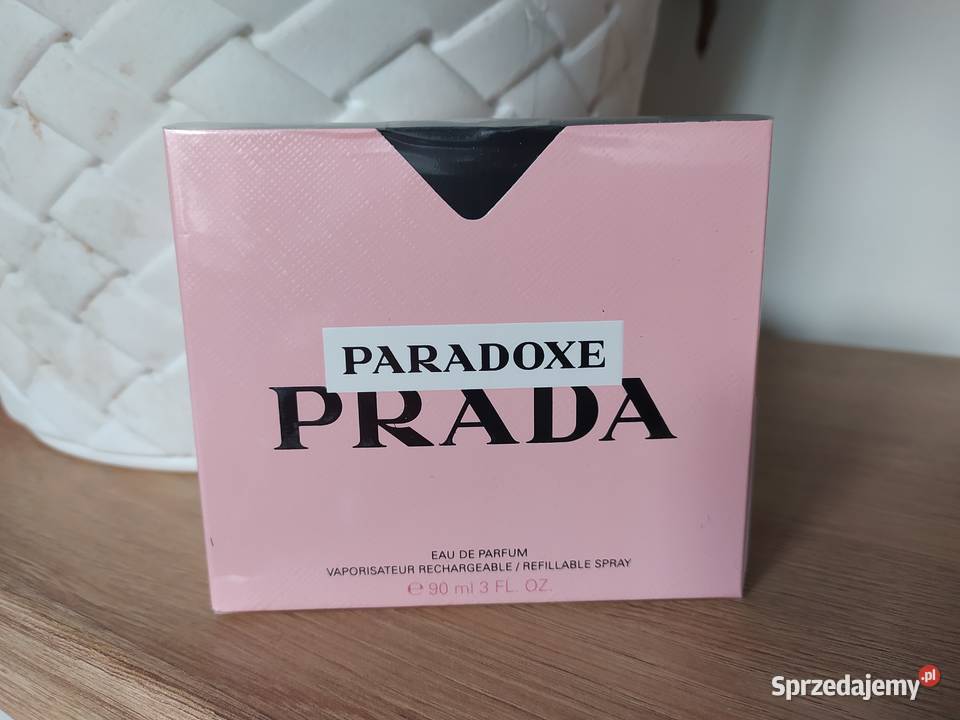 PARADOXE
PRADA
EAU DE PARFUM
VAPORISATEUR RECHARGEABLE / REFILLABLE SPRAY
℮ 90 ml 3 FL. OZ.
Sprzedajemy.pl